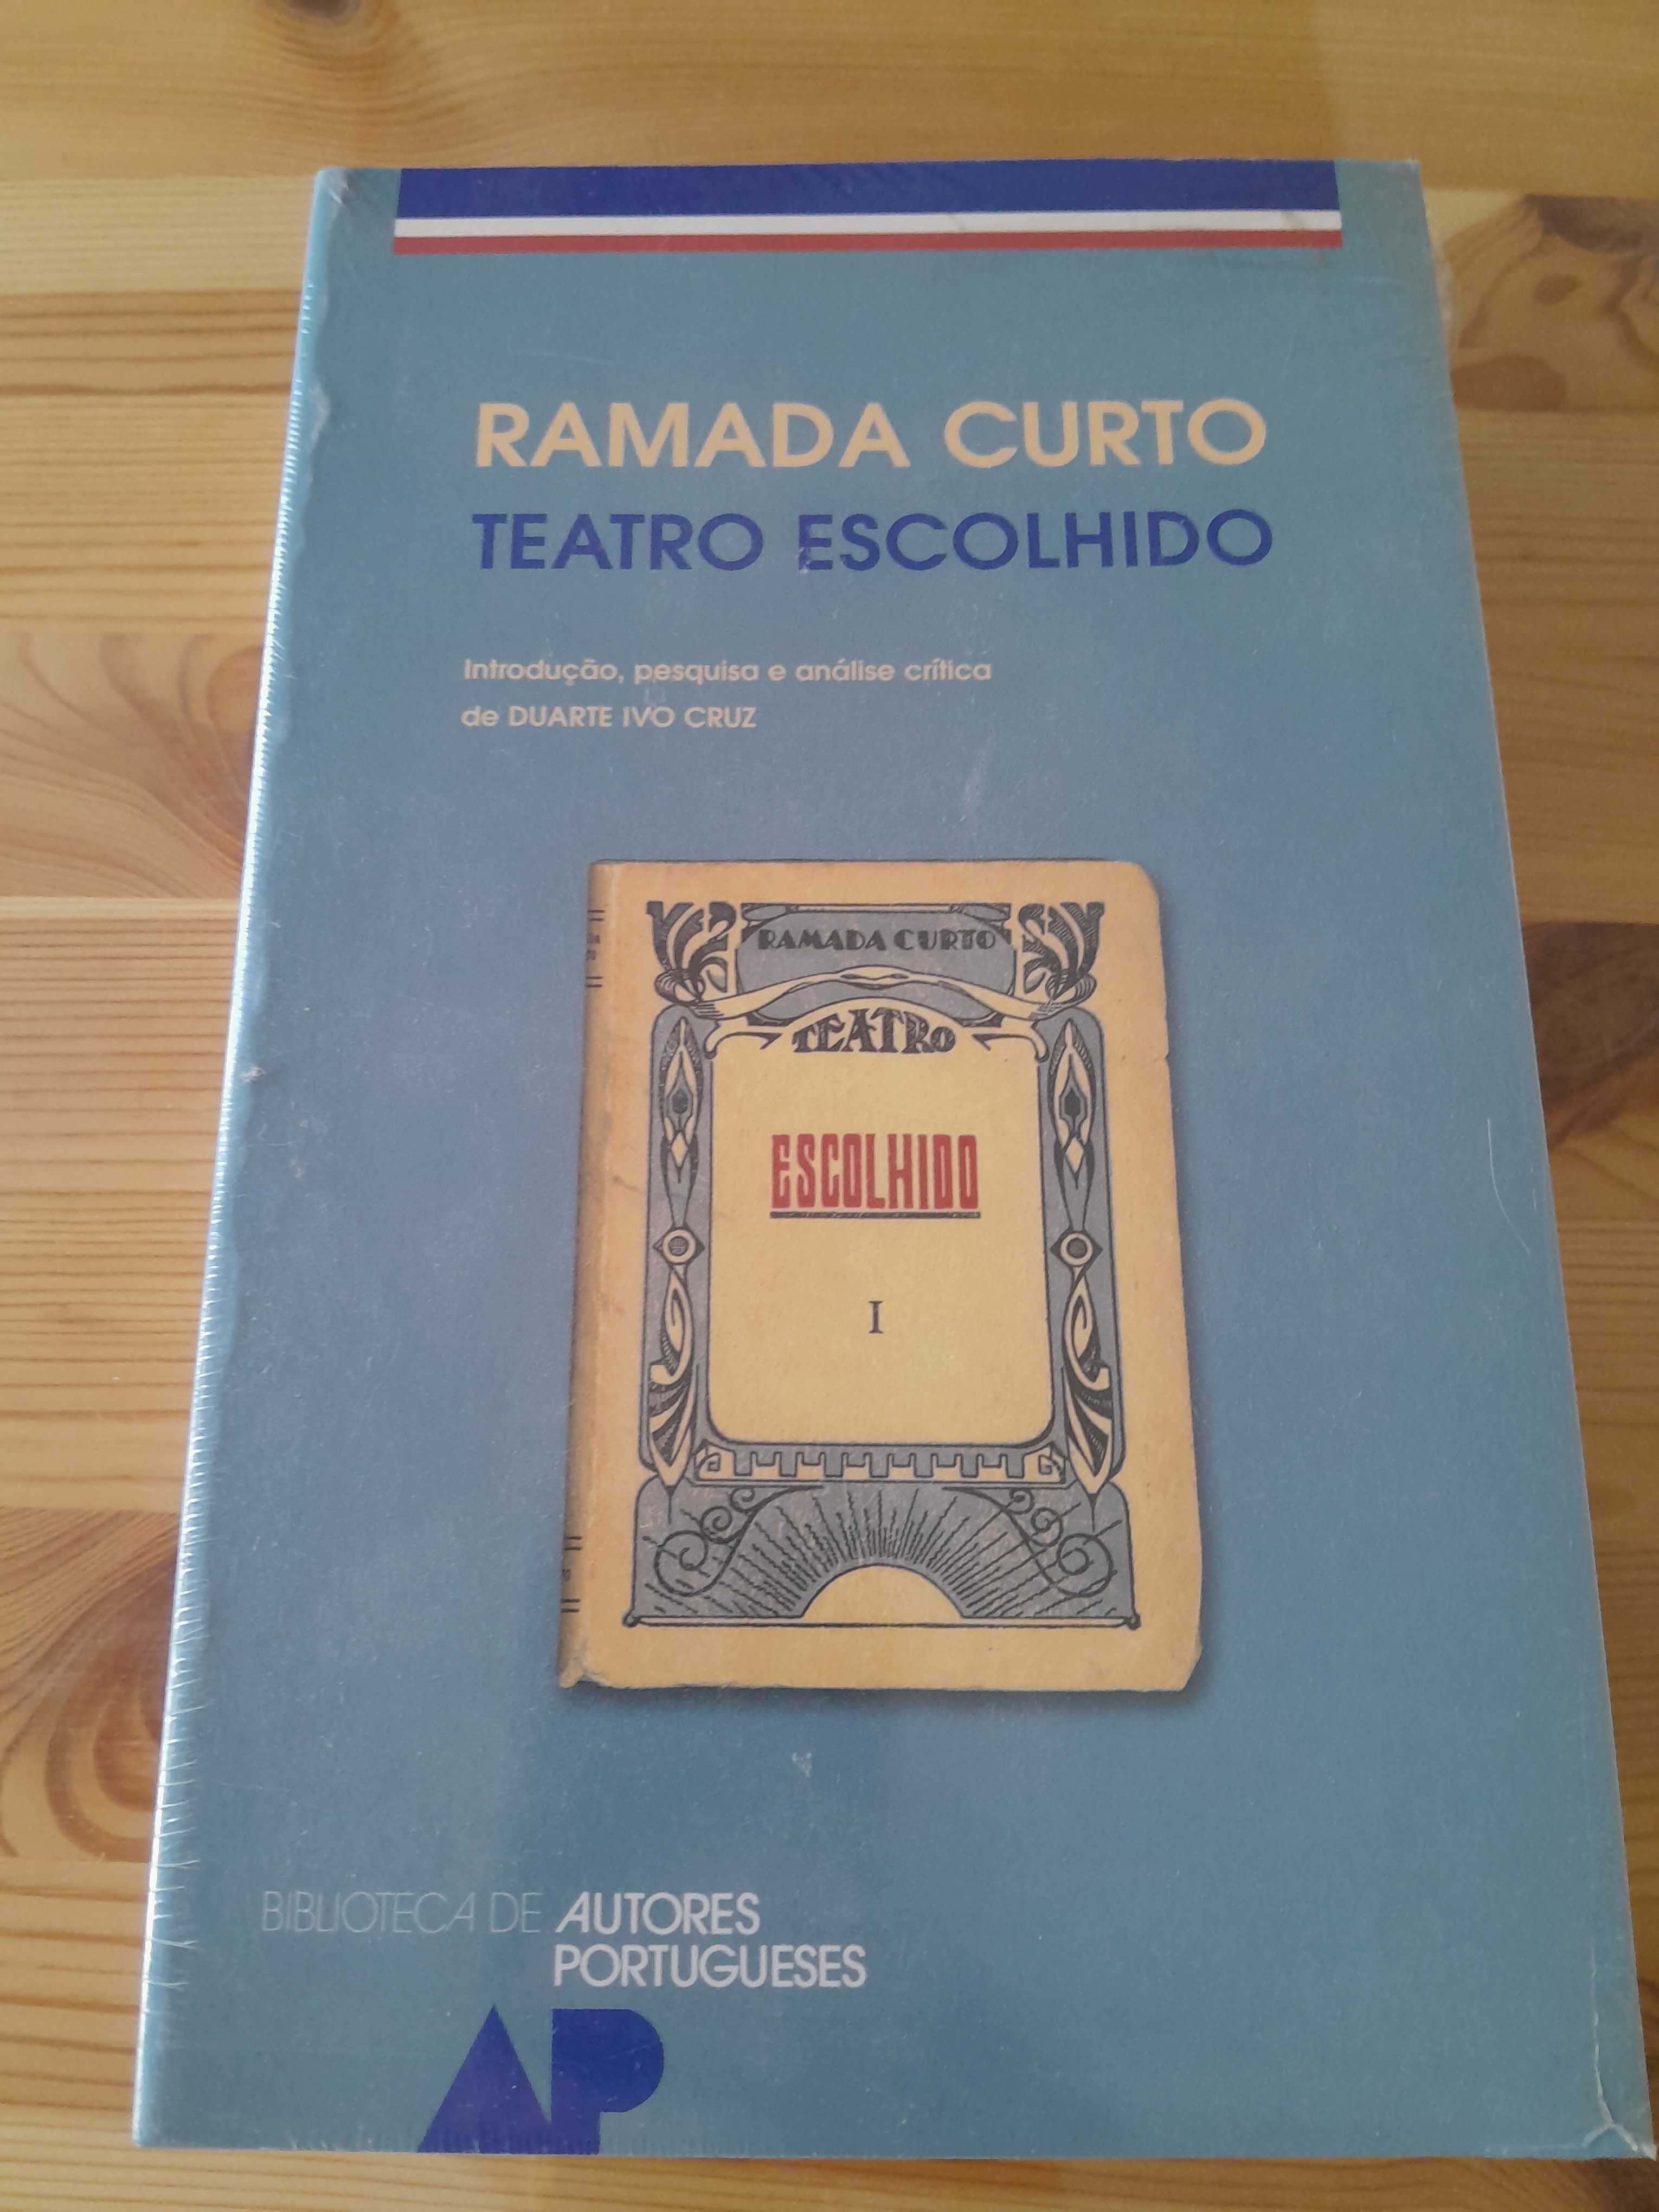 RAMADA CURTO
TEATRO ESCOLHIDO
Introdução, pesquisa e análise crítica
de DUARTE IVO CRUZ
RAMADA CURTO
TEATRO
ESCOLHIDO
I
BIBLIOTECA DE AUTORES
PORTUGUESES
AP